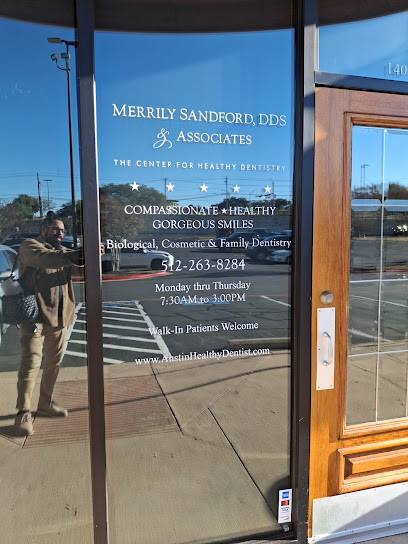 MERRILY SANDFORD, DDS
& ASSOCIATES
THE CENTER FOR HEALTHY DENTISTRY
COMPASSIONATE ★ HEALTHY
GORGEOUS SMILES
Biological, Cosmetic & Family Dentistry
512-263-8284
Monday thru Thursday
7:30AM to 3:00PM
Walk-In Patients Welcome
www.AustinHealthyDentist.com
140